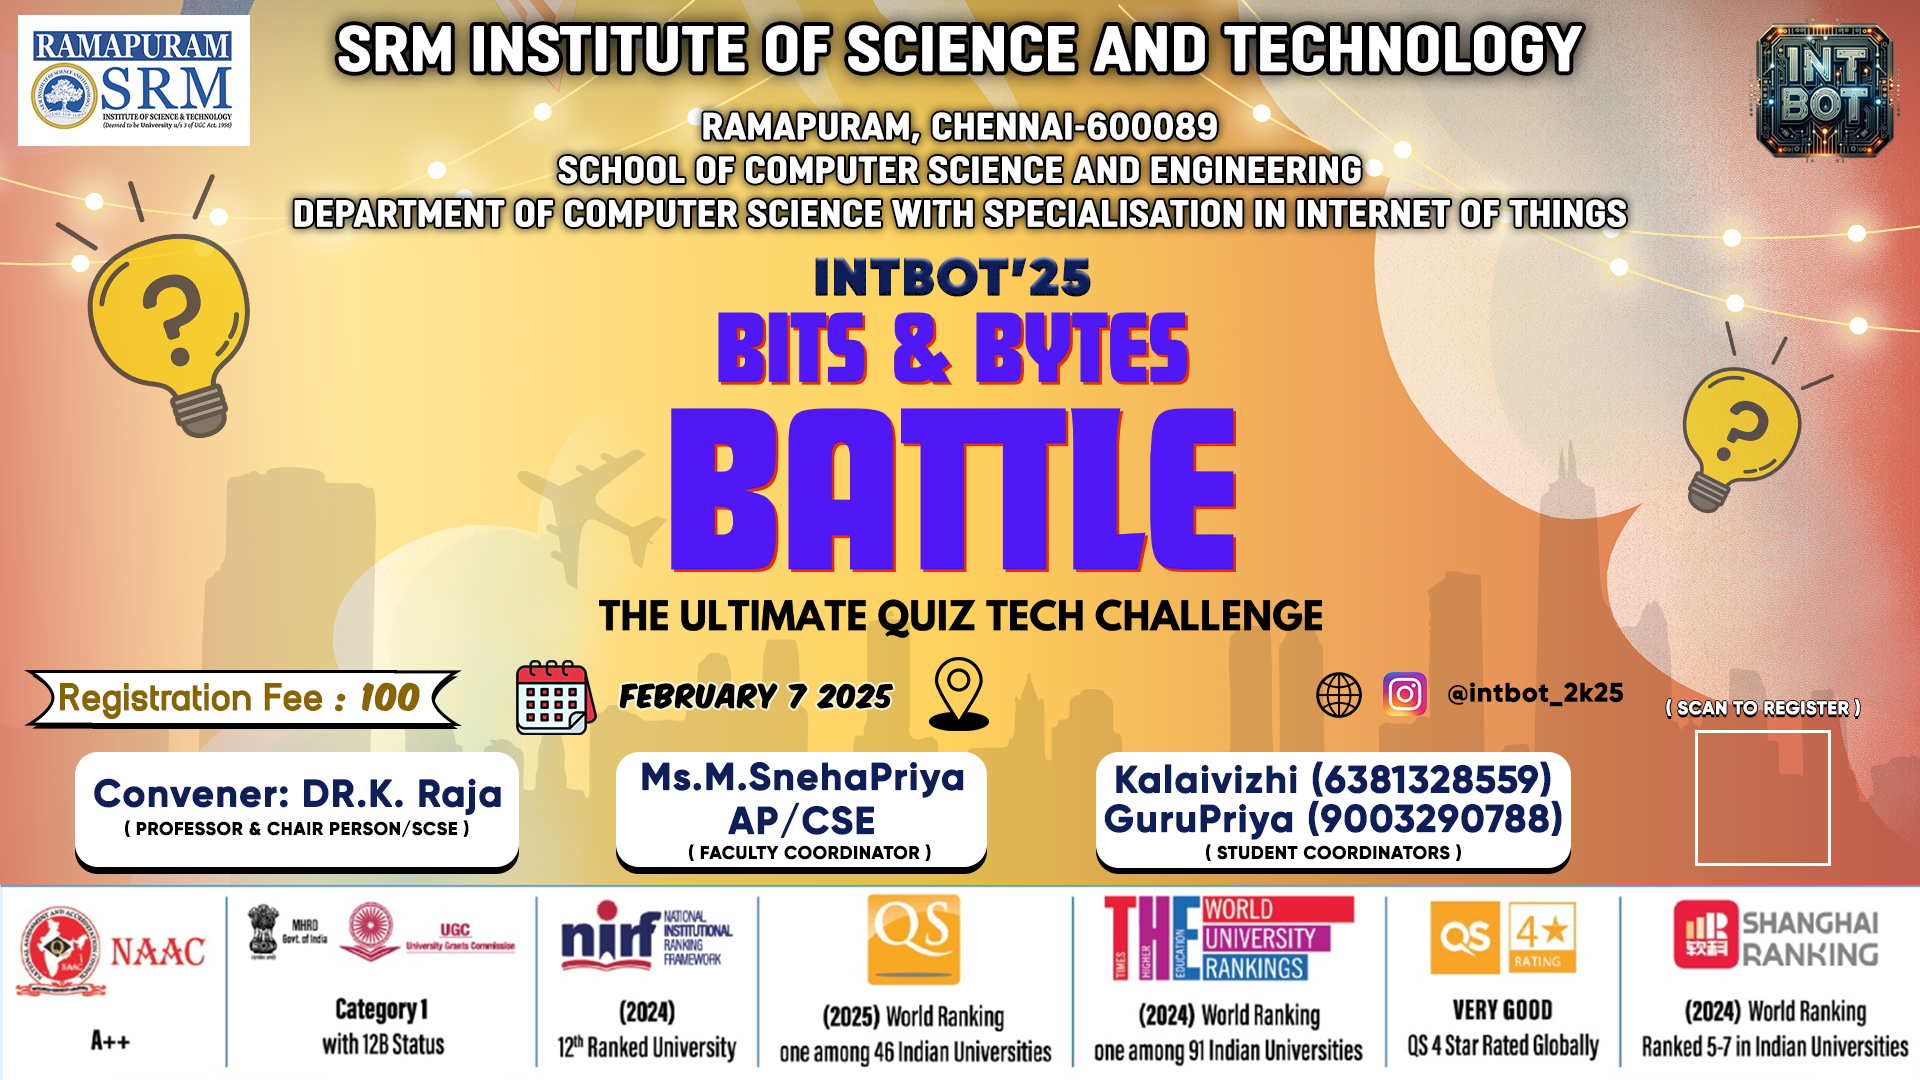 RAMAPURAM
SRM
INSTITUTE OF SCIENCE & TECHNOLOGY
(Deemed to be University u/s 3 of UGC Act, 1956)
SRM INSTITUTE OF SCIENCE AND TECHNOLOGY
INT
BOT
RAMAPURAM, CHENNAI-600089
SCHOOL OF COMPUTER SCIENCE AND ENGINEERING
DEPARTMENT OF COMPUTER SCIENCE WITH SPECIALISATION IN INTERNET OF THINGS
?
?
INTBOT'25
BITS & BYTES
BATTLE
THE ULTIMATE QUIZ TECH CHALLENGE
Registration Fee : 100
FEBRUARY 7 2025
@intbot_2k25
( SCAN TO REGISTER )
Convener: DR.K. Raja
( PROFESSOR & CHAIR PERSON/SCSE )
Ms.M.SnehaPriya
AP/CSE
( FACULTY COORDINATOR )
Kalaivizhi (6381328559)
GuruPriya (9003290788)
( STUDENT COORDINATORS )
NAAC
A++
MHRD
Govt. of India
UGC
University Grants Commission
Category 1
with 12B Status
nirf
NATIONAL
INSTITUTIONAL
RANKING
FRAMEWORK
(2024)
12th Ranked University
QS
(2025) World Ranking
one among 46 Indian Universities
THE
TIMES
HIGHER
EDUCATION
WORLD
UNIVERSITY
RANKINGS
(2024) World Ranking
one among 91 Indian Universities
QS
4★
RATING
VERY GOOD
QS 4 Star Rated Globally
软科
SHANGHAI
RANKING
(2024) World Ranking
Ranked 5-7 in Indian Universities